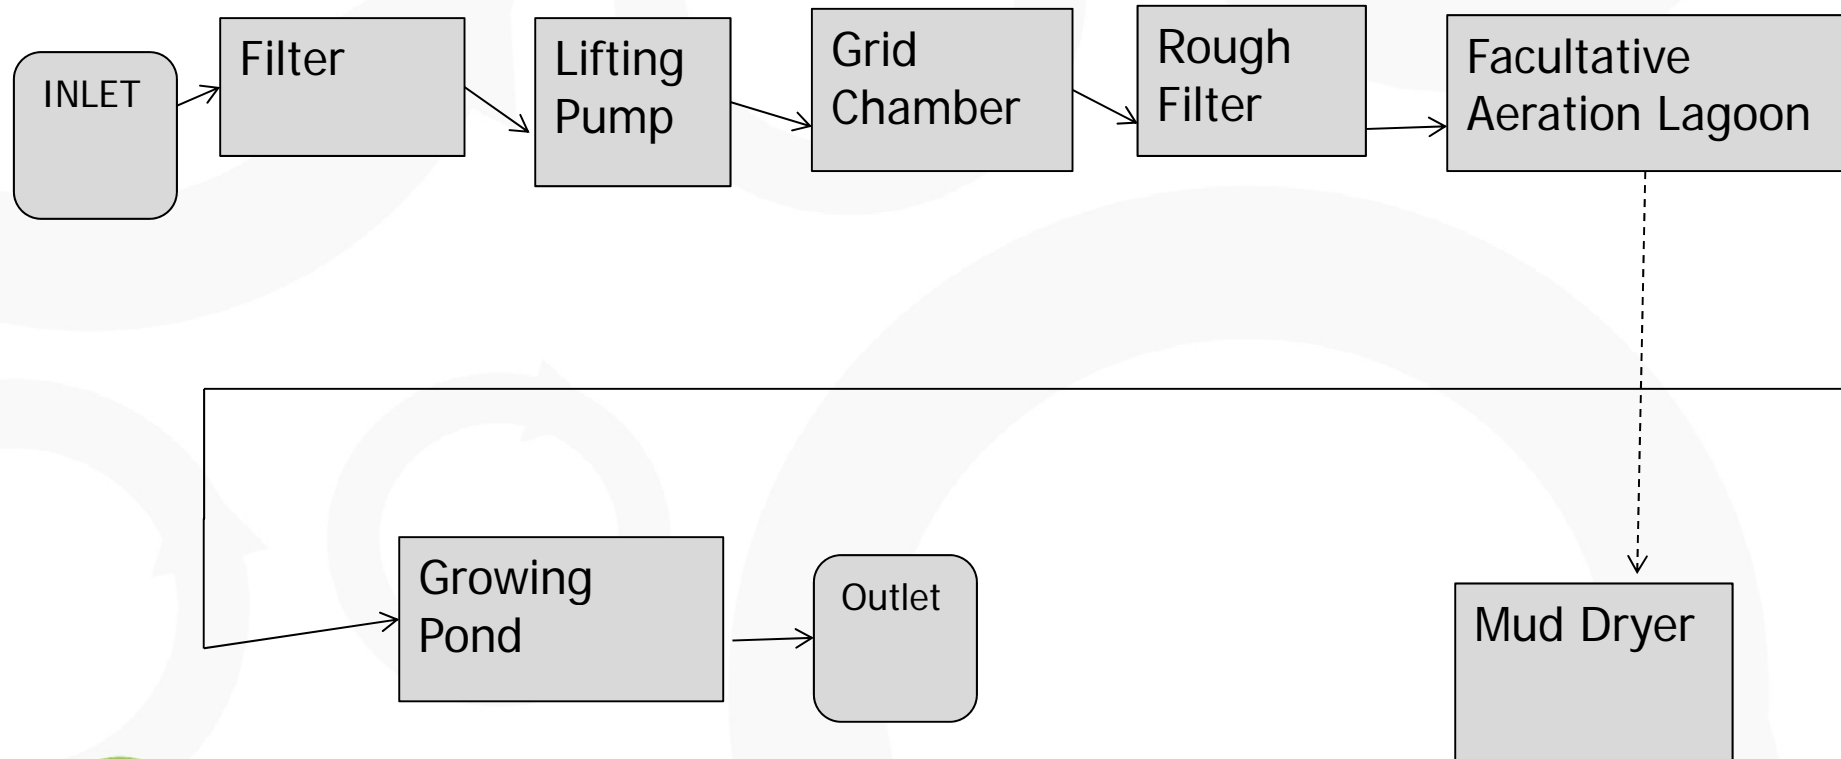 INLET
Filter
Lifting
Pump
Grid
Chamber
Rough
Filter
Facultative
Aeration Lagoon
Growing
Pond
Outlet
Mud Dryer